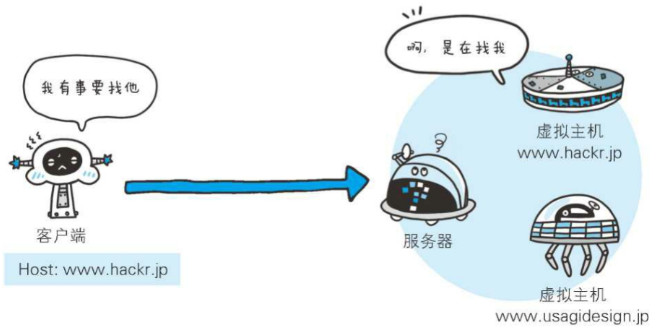 我有事要找他
啊,是在找我
虚拟主机
www.hackr.jp
客户端
服务器
Host: www.hackr.jp
虚拟主机
www.usagidesign.jp